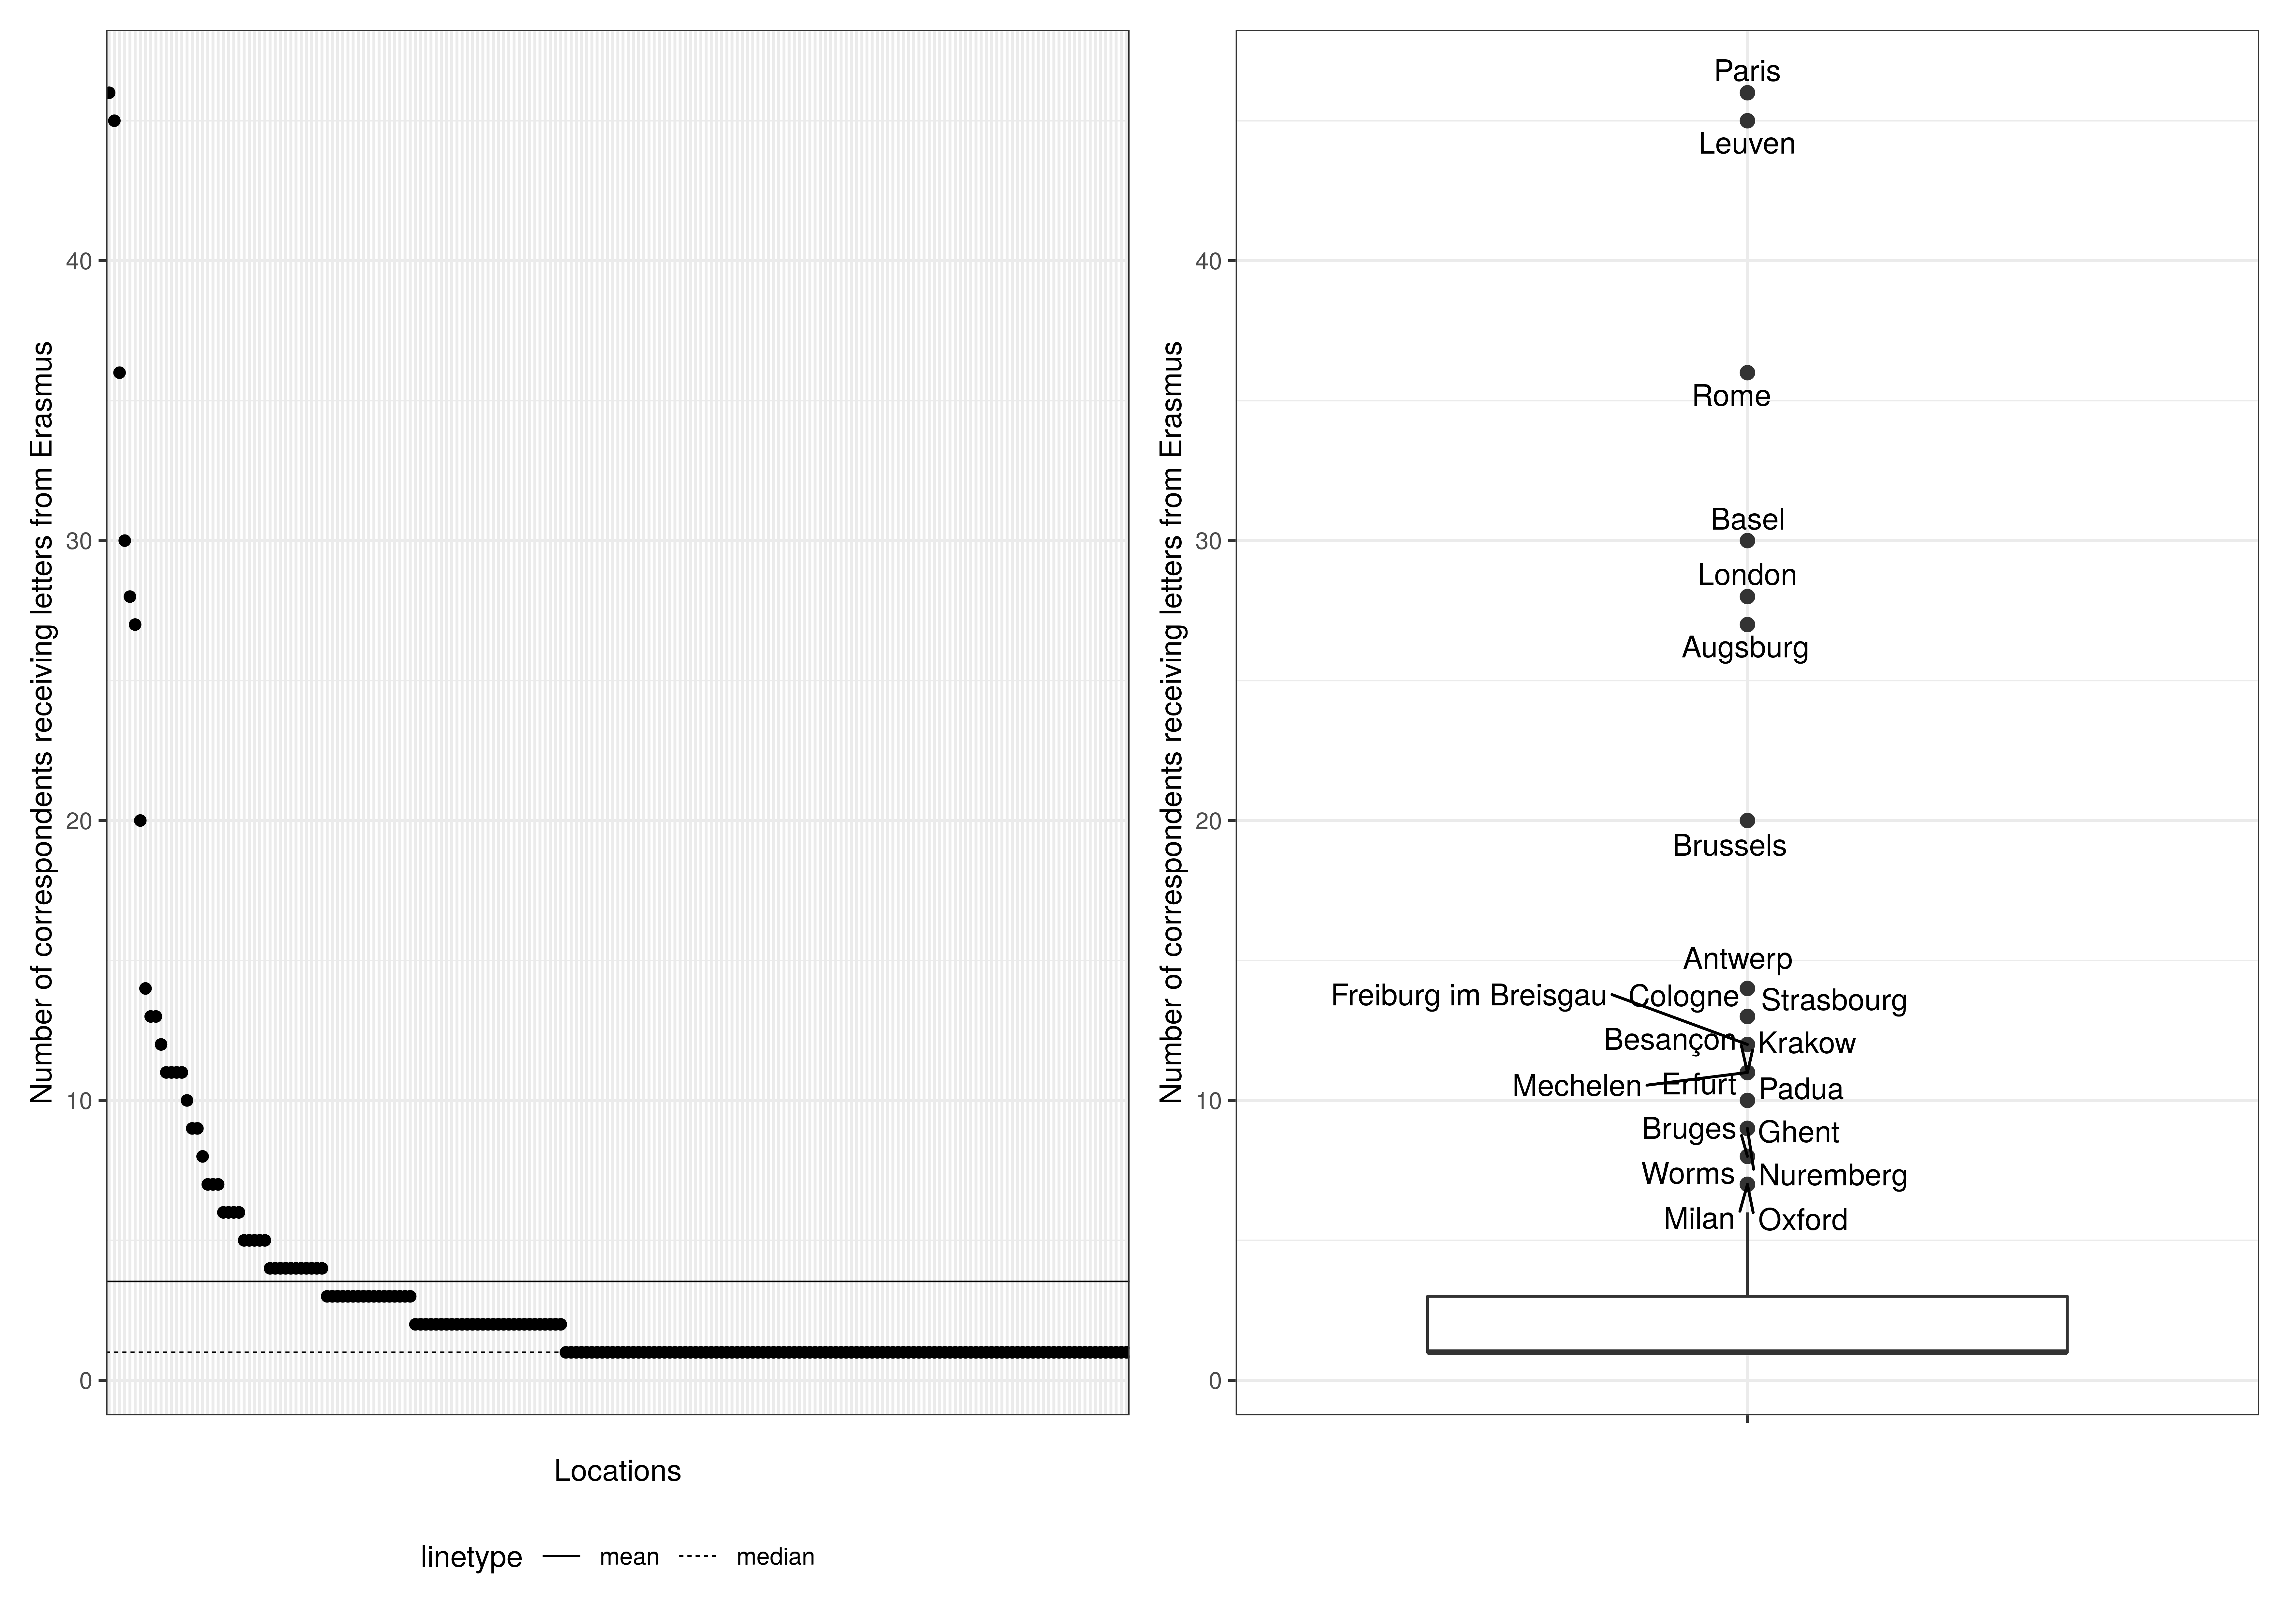 Number of correspondents receiving letters from Erasmus
40
30
20
10
0
Locations
linetype mean median
Number of correspondents receiving letters from Erasmus
40
30
20
10
0
Paris
Leuven
Rome
Basel
London
Augsburg
Brussels
Antwerp
Freiburg im Breisgau Cologne Strasbourg
Besançon Krakow
Mechelen Erfurt Padua
Bruges Ghent
Worms Nuremberg
Milan Oxford